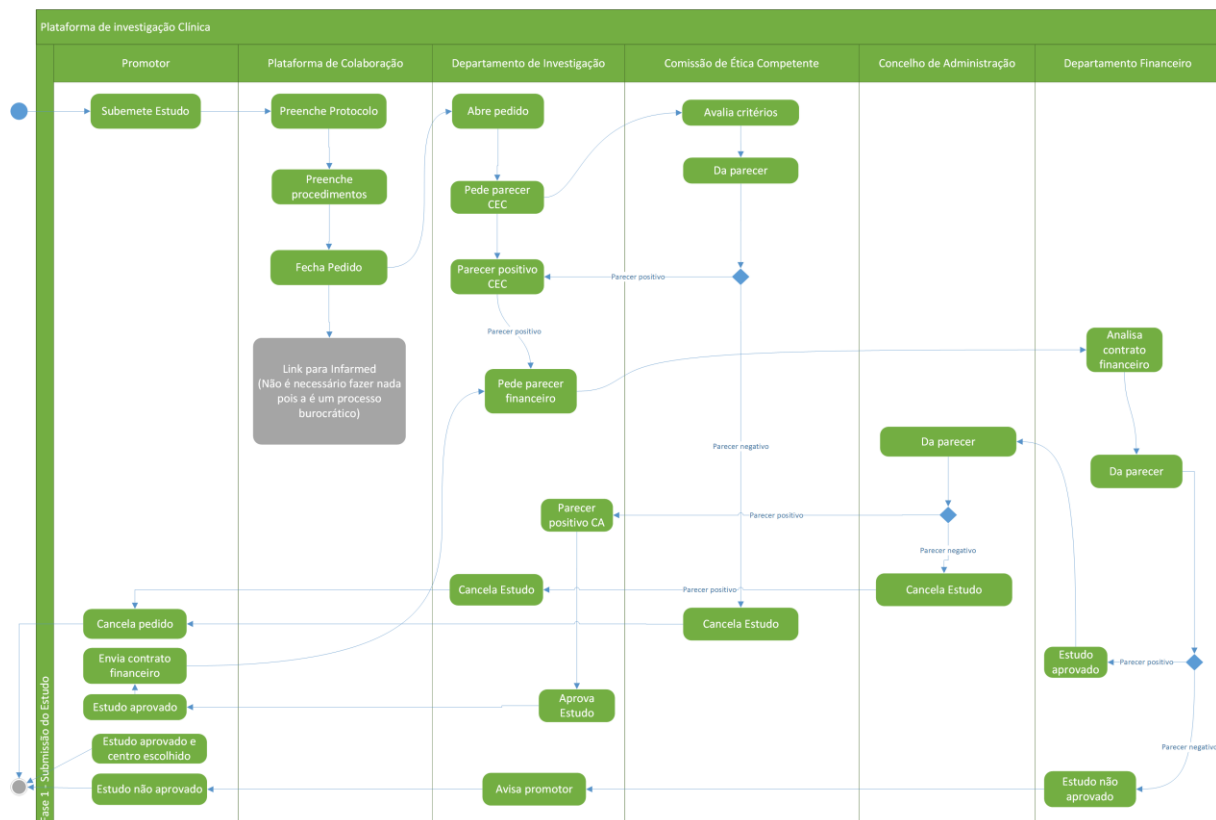 Plataforma de investigação Clínica
Promotor
Plataforma de Colaboração
Departamento de Investigação
Comissão de Ética Competente
Concelho de Administração
Departamento Financeiro
Fase 1 - Submissão do Estudo
Subemete Estudo
Preenche Protocolo
Abre pedido
Avalia critérios
Preenche
procedimentos
Pede parecer
CEC
Da parecer
Fecha Pedido
Parecer positivo
CEC
Parecer positivo
Parecer positivo
Link para Infarmed
(Não é necessário fazer nada
pois a é um processo
burocrático)
Pede parecer
financeiro
Analisa
contrato
financeiro
Parecer negativo
Da parecer
Da parecer
Parecer
positivo CA
Parecer positivo
Parecer negativo
Cancela Estudo
Parecer positivo
Cancela Estudo
Cancela pedido
Cancela Estudo
Envia contrato
financeiro
Estudo
aprovado
Parecer positivo
Estudo aprovado
Aprova
Estudo
Estudo aprovado e
centro escolhido
Parecer negativo
Estudo não aprovado
Avisa promotor
Estudo não
aprovado